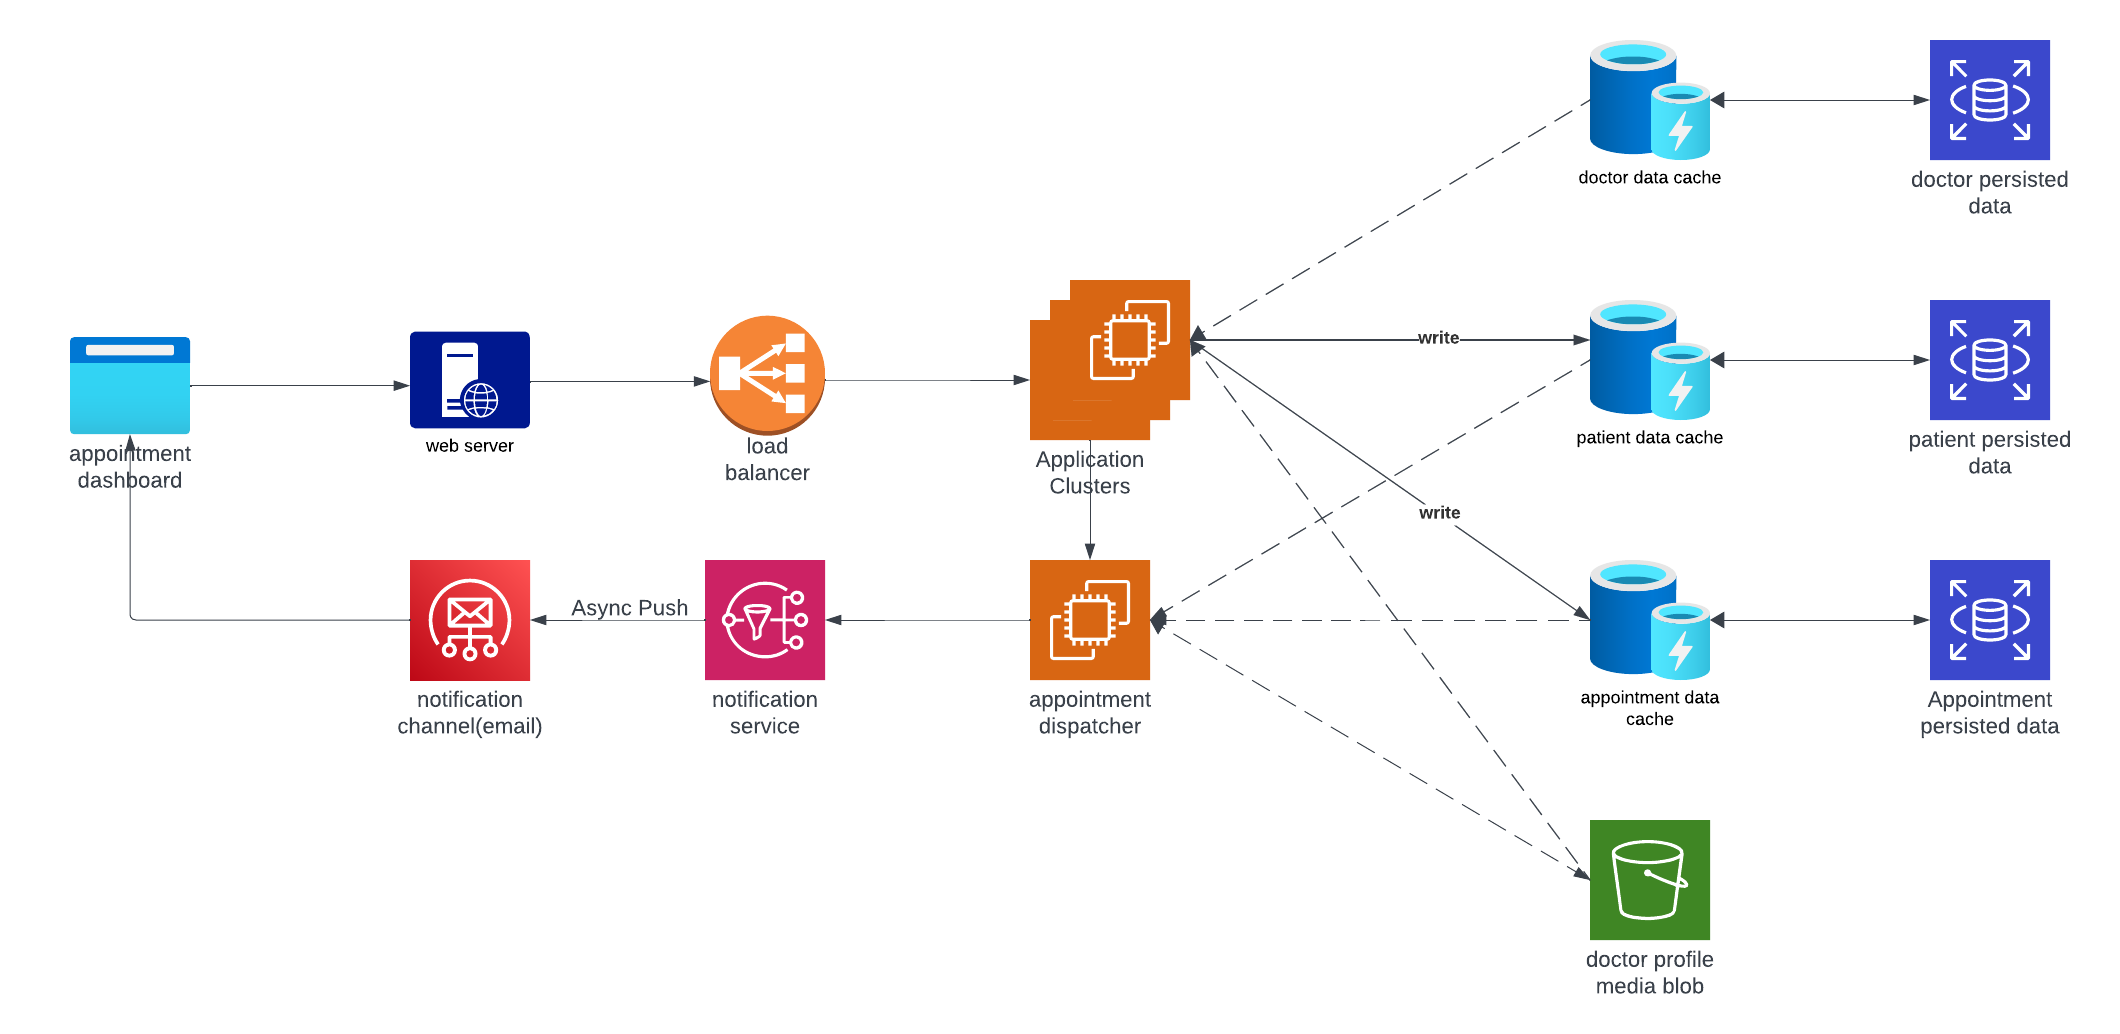 doctor data cache
doctor persisted
data
write
appointment
dashboard
web server
load
balancer
Application
Clusters
patient data cache
patient persisted
data
write
Async Push
notification
channel(email)
notification
service
appointment
dispatcher
appointment data
cache
Appointment
persisted data
doctor profile
media blob